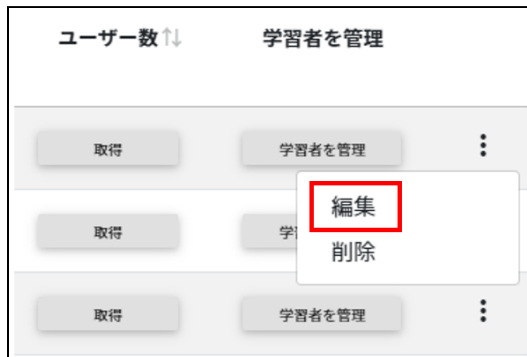 ユーザー数↑↓ 学習者を管理
取得 学習者を管理
編集
取得 学
削除
取得 学習者を管理